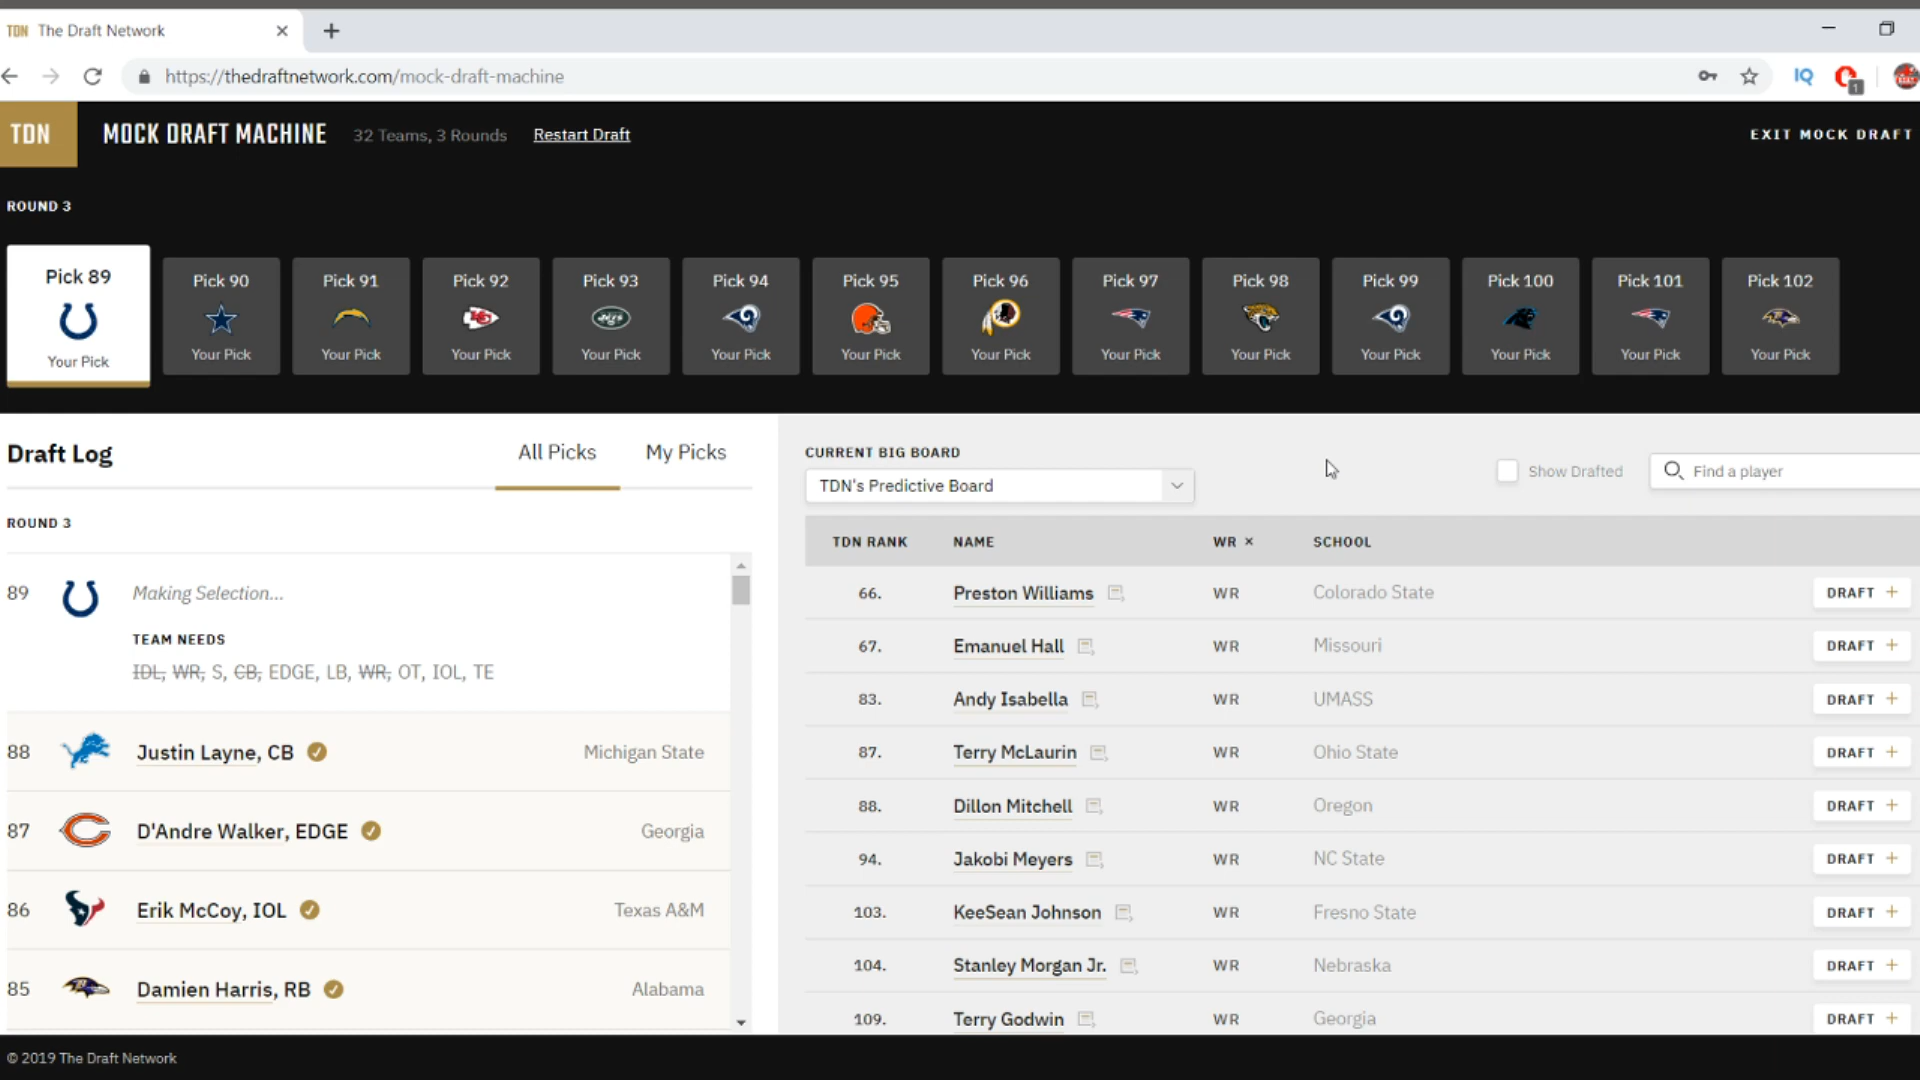 TDN The Draft Network
https://thedraftnetwork.com/mock-draft-machine
IQ
1
TDN MOCK DRAFT MACHINE 32 Teams, 3 Rounds Restart Draft EXIT MOCK DRAFT
ROUND 3
Pick 89 Pick 90 Pick 91 Pick 92 Pick 93 Pick 94 Pick 95 Pick 96 Pick 97 Pick 98 Pick 99 Pick 100 Pick 101 Pick 102
Your Pick Your Pick Your Pick Your Pick Your Pick Your Pick Your Pick Your Pick Your Pick Your Pick Your Pick Your Pick Your Pick Your Pick
Draft Log All Picks My Picks
ROUND 3
89 Making Selection...
TEAM NEEDS
IDL, WR, S, CB, EDGE, LB, WR, OT, IOL, TE
88 Justin Layne, CB Michigan State
87 D'Andre Walker, EDGE Georgia
86 Erik McCoy, IOL Texas A&M
85 Damien Harris, RB Alabama
CURRENT BIG BOARD
TDN's Predictive Board
Show Drafted
Find a player
TDN RANK NAME WR × SCHOOL
66. Preston Williams WR Colorado State DRAFT +
67. Emanuel Hall WR Missouri DRAFT +
83. Andy Isabella WR UMASS DRAFT +
87. Terry McLaurin WR Ohio State DRAFT +
88. Dillon Mitchell WR Oregon DRAFT +
94. Jakobi Meyers WR NC State DRAFT +
103. KeeSean Johnson WR Fresno State DRAFT +
104. Stanley Morgan Jr. WR Nebraska DRAFT +
109. Terry Godwin WR Georgia DRAFT +
© 2019 The Draft Network